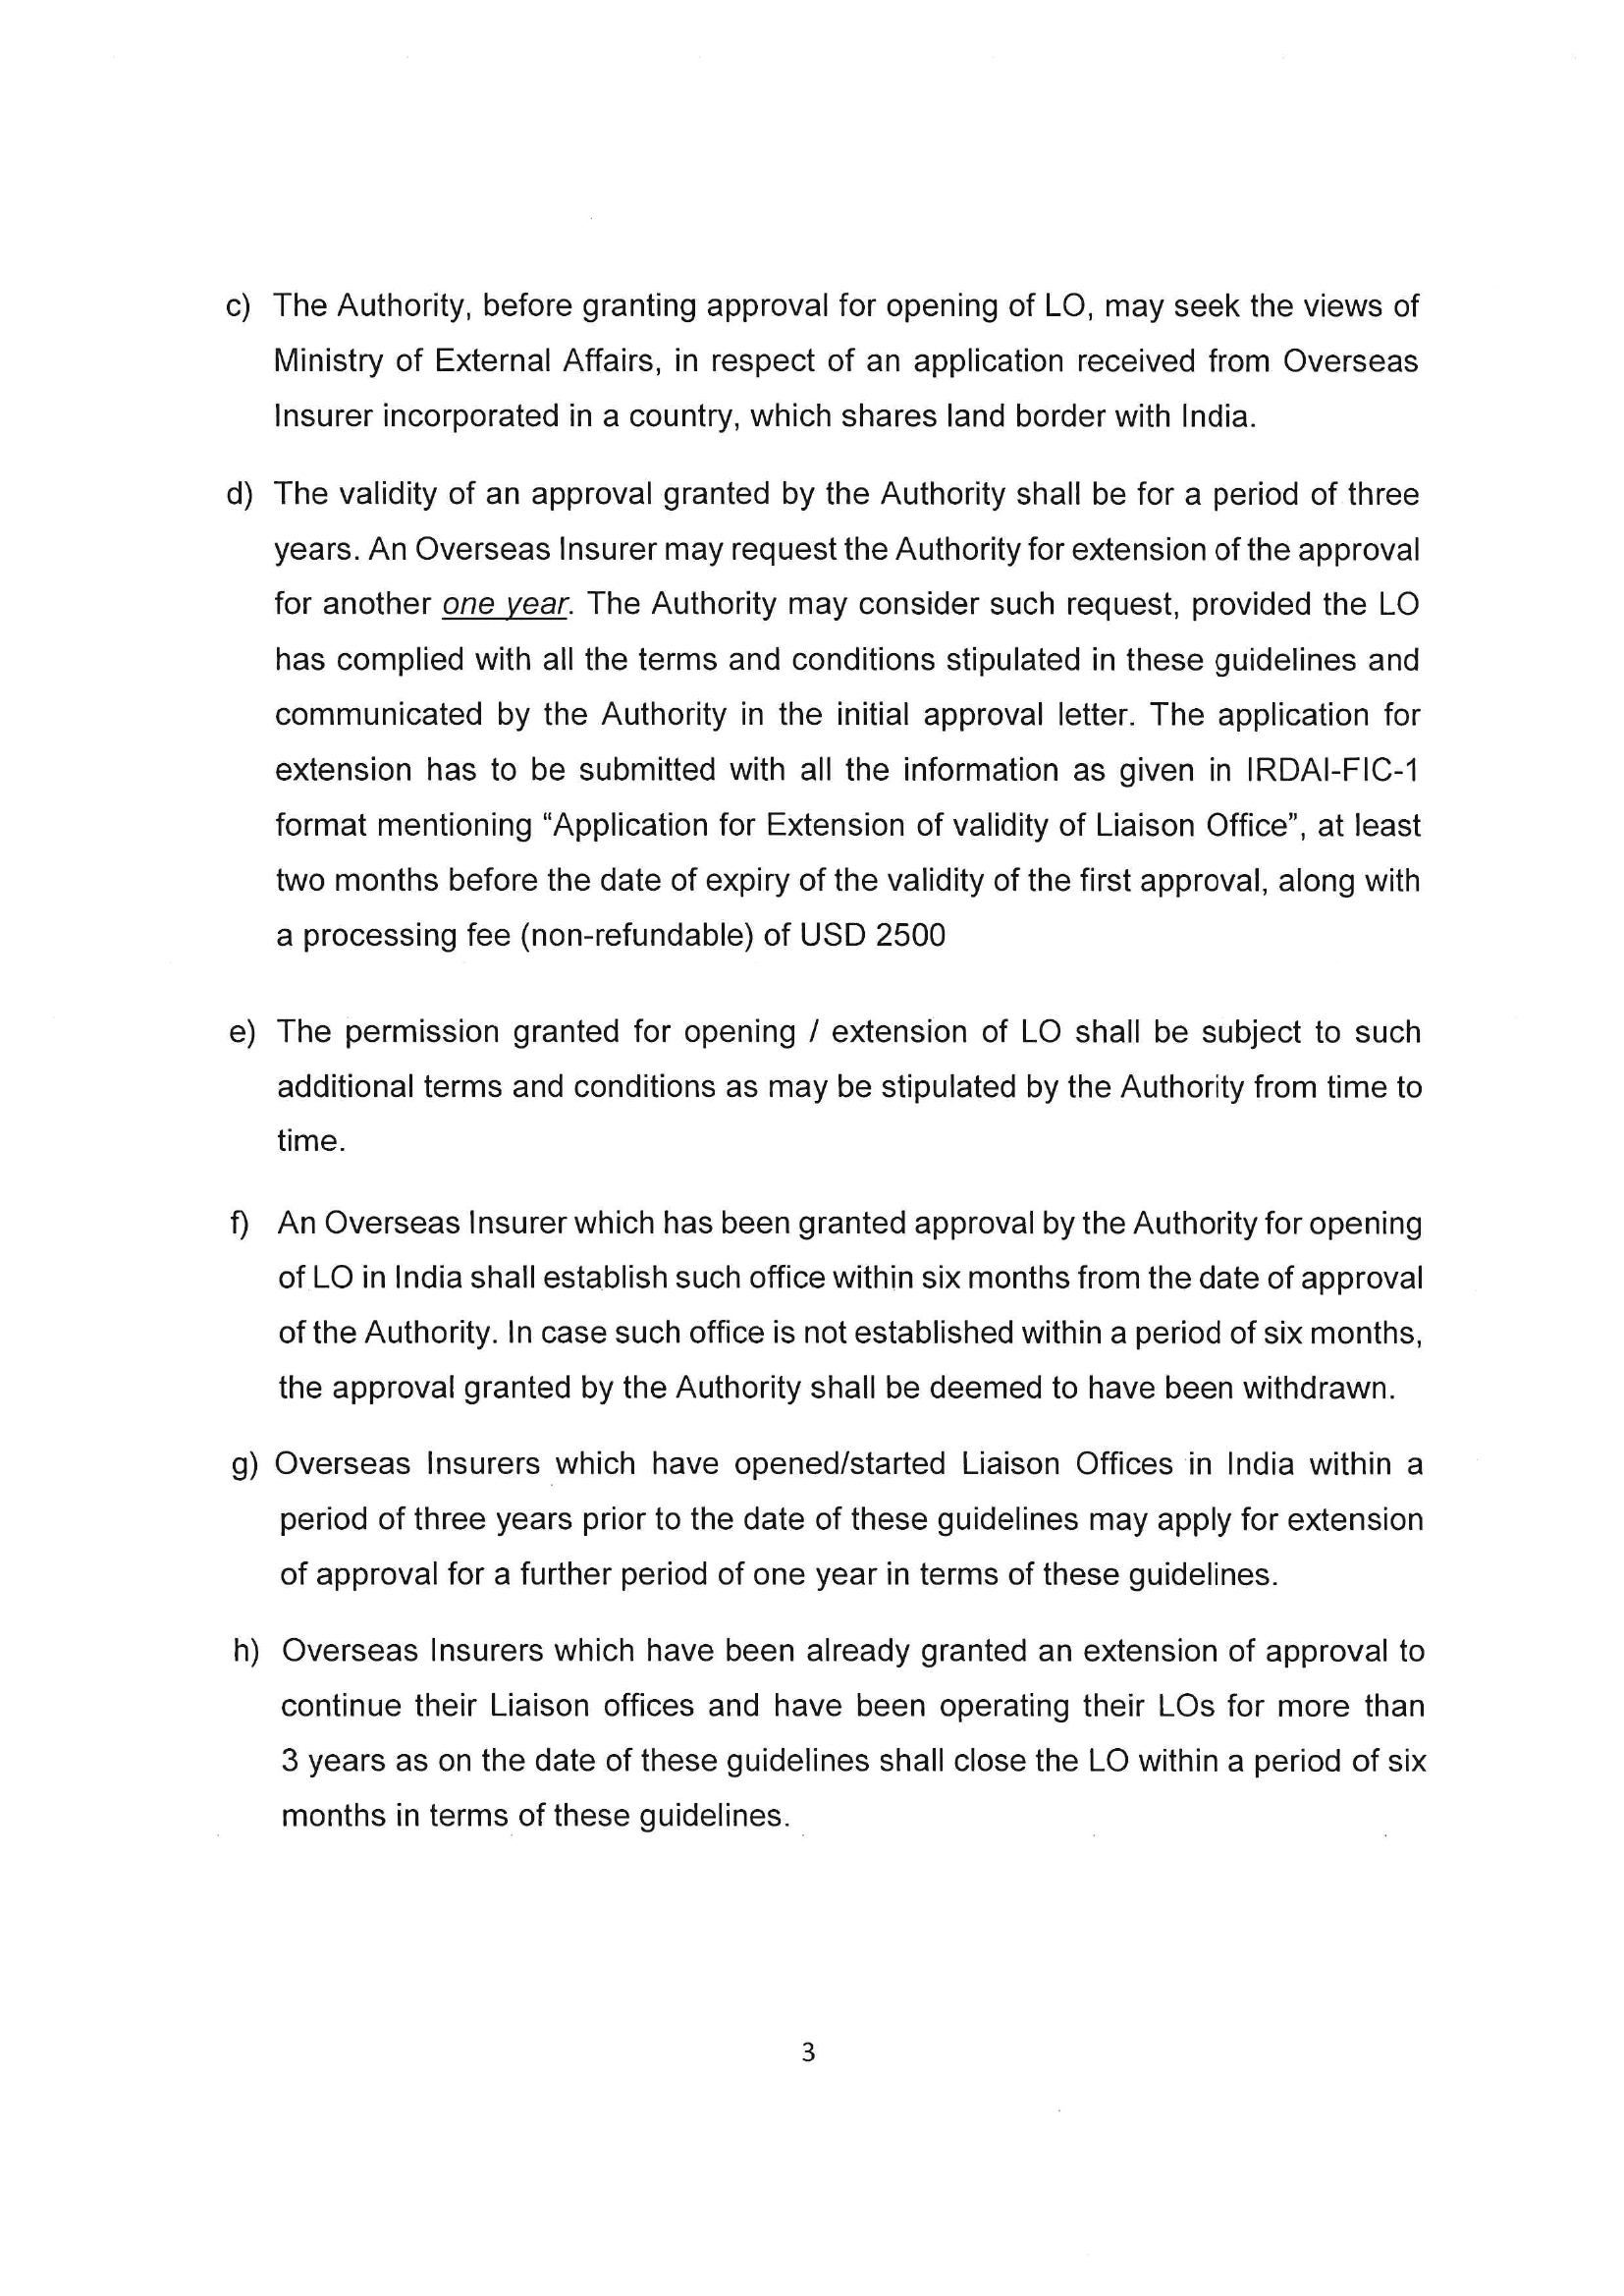 c) The Authority, before granting approval for opening of LO, may seek the views of
Ministry of External Affairs, in respect of an application received from Overseas
Insurer incorporated in a country, which shares land border with India.
d) The validity of an approval granted by the Authority shall be for a period of three
years. An Overseas Insurer may request the Authority for extension of the approval
for another one year. The Authority may consider such request, provided the LO
has complied with all the terms and conditions stipulated in these guidelines and
communicated by the Authority in the initial approval letter. The application for
extension has to be submitted with all the information as given in IRDAI-FIC-1
format mentioning “Application for Extension of validity of Liaison Office”, at least
two months before the date of expiry of the validity of the first approval, along with
a processing fee (non-refundable) of USD 2500
e) The permission granted for opening / extension of LO shall be subject to such
additional terms and conditions as may be stipulated by the Authority from time to
time.
f) An Overseas Insurer which has been granted approval by the Authority for opening
of LO in India shall establish such office within six months from the date of approval
of the Authority. In case such office is not established within a period of six months,
the approval granted by the Authority shall be deemed to have been withdrawn.
g) Overseas Insurers which have opened/started Liaison Offices in India within a
period of three years prior to the date of these guidelines may apply for extension
of approval for a further period of one year in terms of these guidelines.
h) Overseas Insurers which have been already granted an extension of approval to
continue their Liaison offices and have been operating their LOs for more than
3 years as on the date of these guidelines shall close the LO within a period of six
months in terms of these guidelines.
3